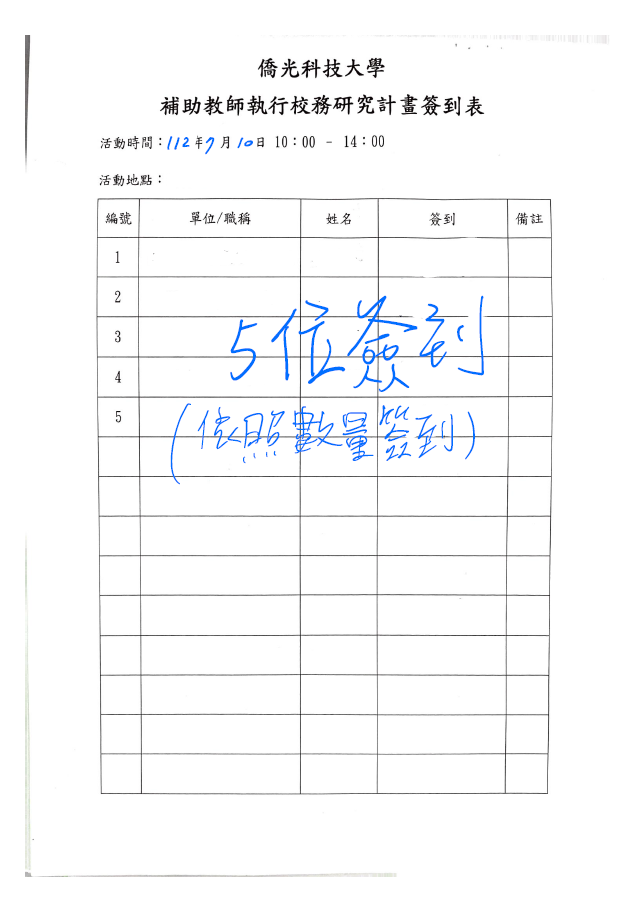 僑光科技大學
補助教師執行校務研究計畫簽到表
活動時間：112年7月10日 10：00 – 14：00
活動地點：
編號 單位/職稱 姓名 簽到 備註
1
2
3
4
5
5位簽到
(依照數量簽到)